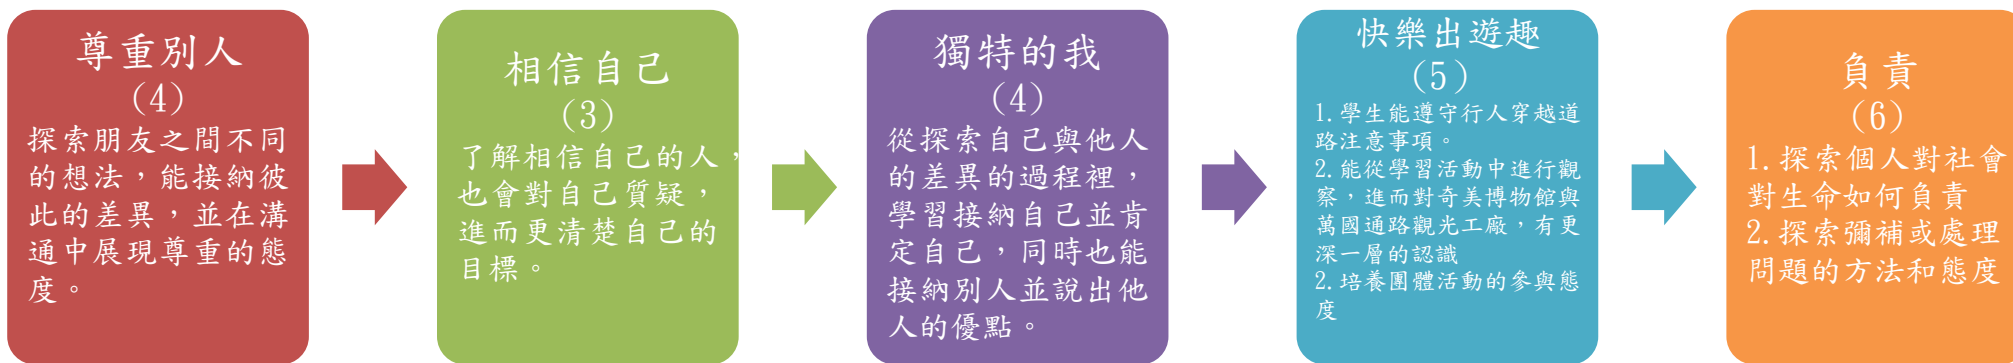 尊重別人
(4)
探索朋友之間不同
的想法，能接納彼
此的差異，並在溝
通中展現尊重的態
度。
相信自己
(3)
了解相信自己的人，
也會對自己質疑，
進而更清楚自己的
目標。
獨特的我
(4)
從探索自己與他人
的差異的過程裡，
學習接納自己並肯
定自己，同時也能
接納別人並說出他
人的優點。
快樂出遊趣
(5)
1.學生能遵守行人穿越道
路注意事項。
2.能從學習活動中進行觀
察，進而對奇美博物館與
萬國通路觀光工廠，有更
深一層的認識
2.培養團體活動的參與態
度
負責
(6)
1.探索個人對社會
對生命如何負責
2.探索彌補或處理
問題的方法和態度